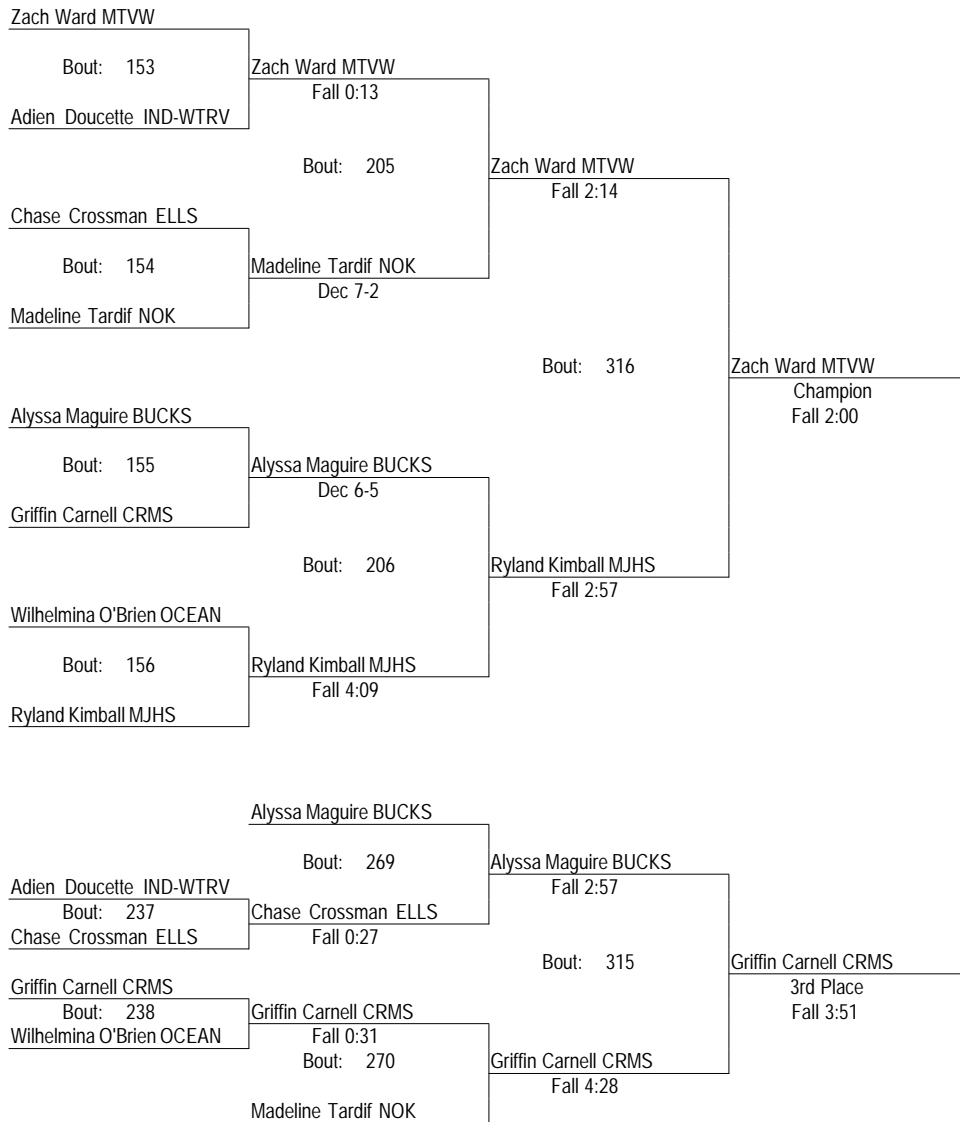 Zach Ward MTVW
Bout: 153
Zach Ward MTVW
Fall 0:13
Adien Doucette IND-WTRV
Bout: 205
Zach Ward MTVW
Fall 2:14
Chase Crossman ELLS
Bout: 154
Madeline Tardif NOK
Dec 7-2
Madeline Tardif NOK
Bout: 316
Zach Ward MTVW
Champion
Fall 2:00
Alyssa Maguire BUCKS
Bout: 155
Alyssa Maguire BUCKS
Dec 6-5
Griffin Carnell CRMS
Bout: 206
Ryland Kimball MJHS
Fall 2:57
Wilhelmina O'Brien OCEAN
Bout: 156
Ryland Kimball MJHS
Fall 4:09
Ryland Kimball MJHS
Alyssa Maguire BUCKS
Bout: 269
Alyssa Maguire BUCKS
Fall 2:57
Adien Doucette IND-WTRV
Bout: 237
Chase Crossman ELLS
Chase Crossman ELLS
Fall 0:27
Bout: 315
Griffin Carnell CRMS
3rd Place
Fall 3:51
Griffin Carnell CRMS
Bout: 238
Griffin Carnell CRMS
Wilhelmina O'Brien OCEAN
Fall 0:31
Bout: 270
Griffin Carnell CRMS
Fall 4:28
Madeline Tardif NOK